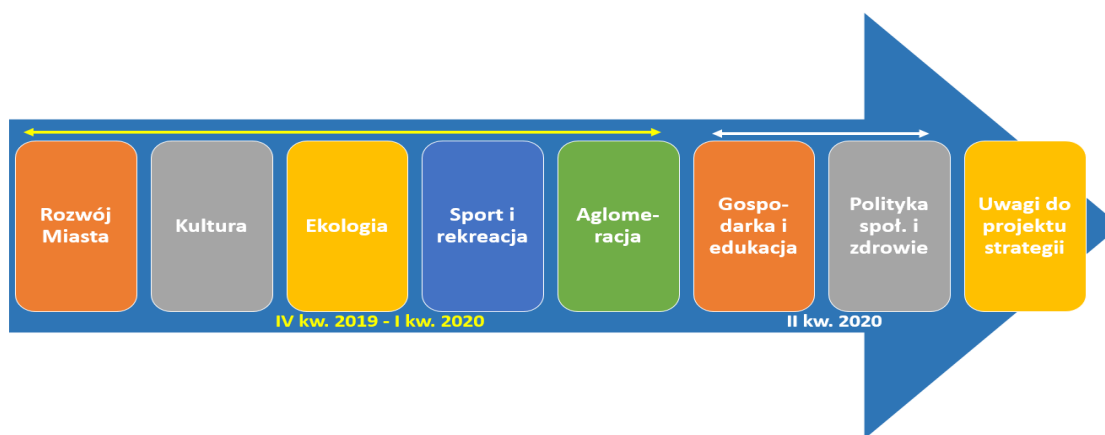 Rozwój
Miasta
Kultura
Ekologia
Sport i
rekreacja
Aglome-
racja
Gospo-
darka i
edukacja
Polityka
społ. i
zdrowie
Uwagi do
projektu
strategii
IV kw. 2019 - I kw. 2020
II kw. 2020